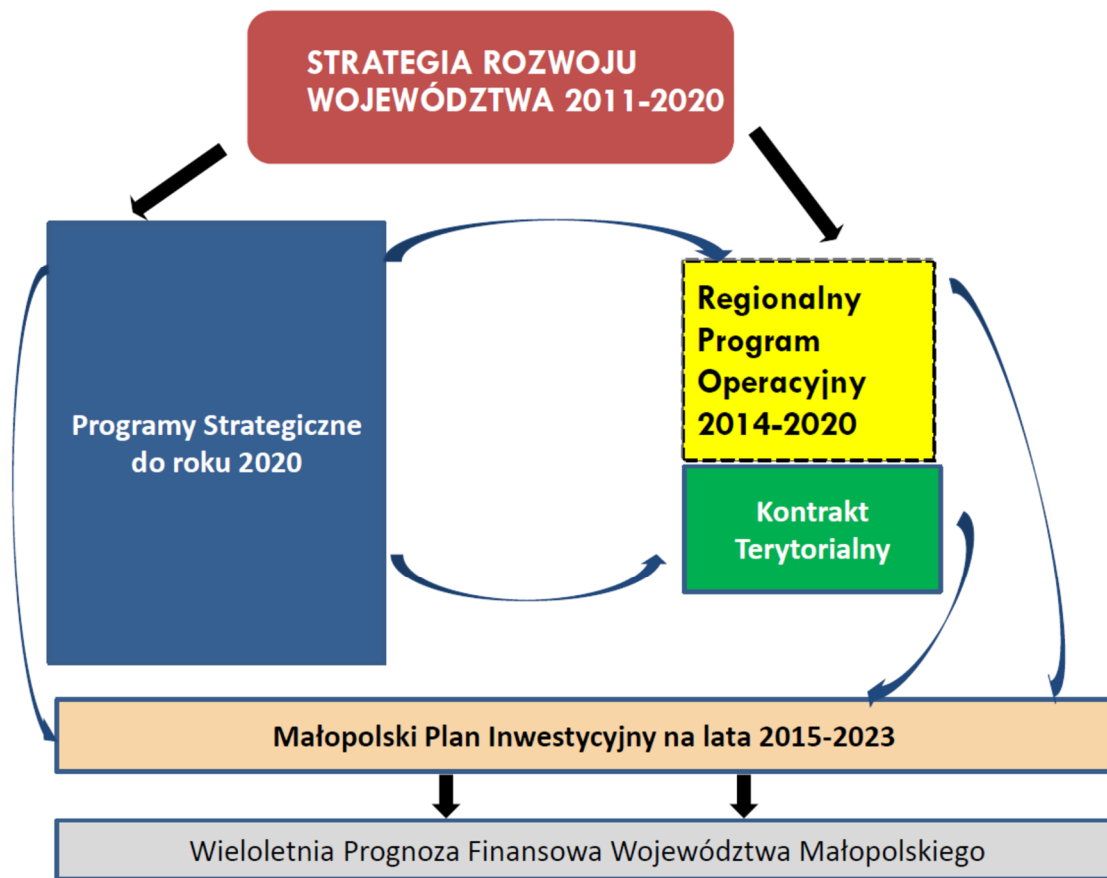 STRATEGIA ROZWOJU
WOJEWÓDZTWA 2011-2020
Programy Strategiczne
do roku 2020
Regionalny
Program
Operacyjny
2014-2020
Kontrakt
Terytorialny
Małopolski Plan Inwestycyjny na lata 2015-2023
Wieloletnia Prognoza Finansowa Województwa Małopolskiego